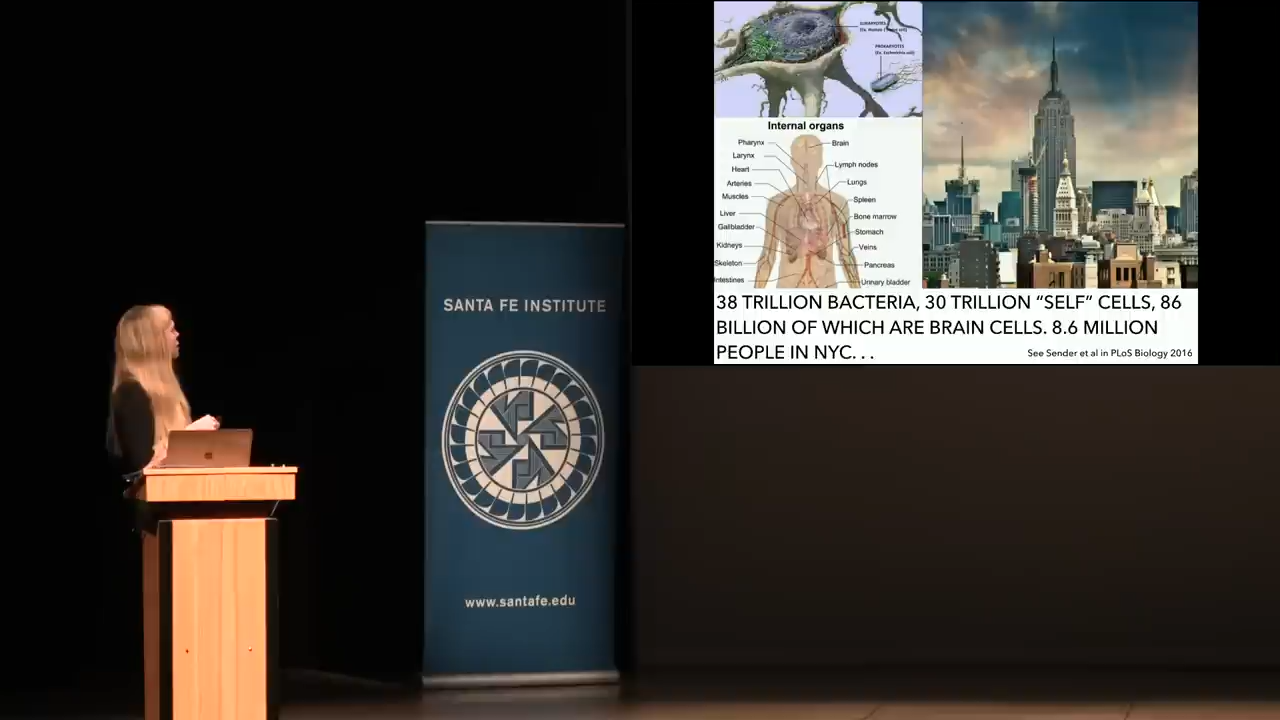 EUKARYOTES
PROKARYOTES
Internal organs
Pharynx
Brain
Larynx
Lymph nodes
Heart
Lungs
Arteries
Muscles
Spleen
Liver
Bone marrow
Gallbladder
Stomach
Kidneys
Veins
Skeleton
Pancreas
Intestines
Urinary bladder
38 TRILLION BACTERIA, 30 TRILLION “SELF” CELLS, 86
BILLION OF WHICH ARE BRAIN CELLS. 8.6 MILLION
PEOPLE IN NYC. . .
See Sender et al in PLoS Biology 2016
SANTA FE INSTITUTE
www.santafe.edu